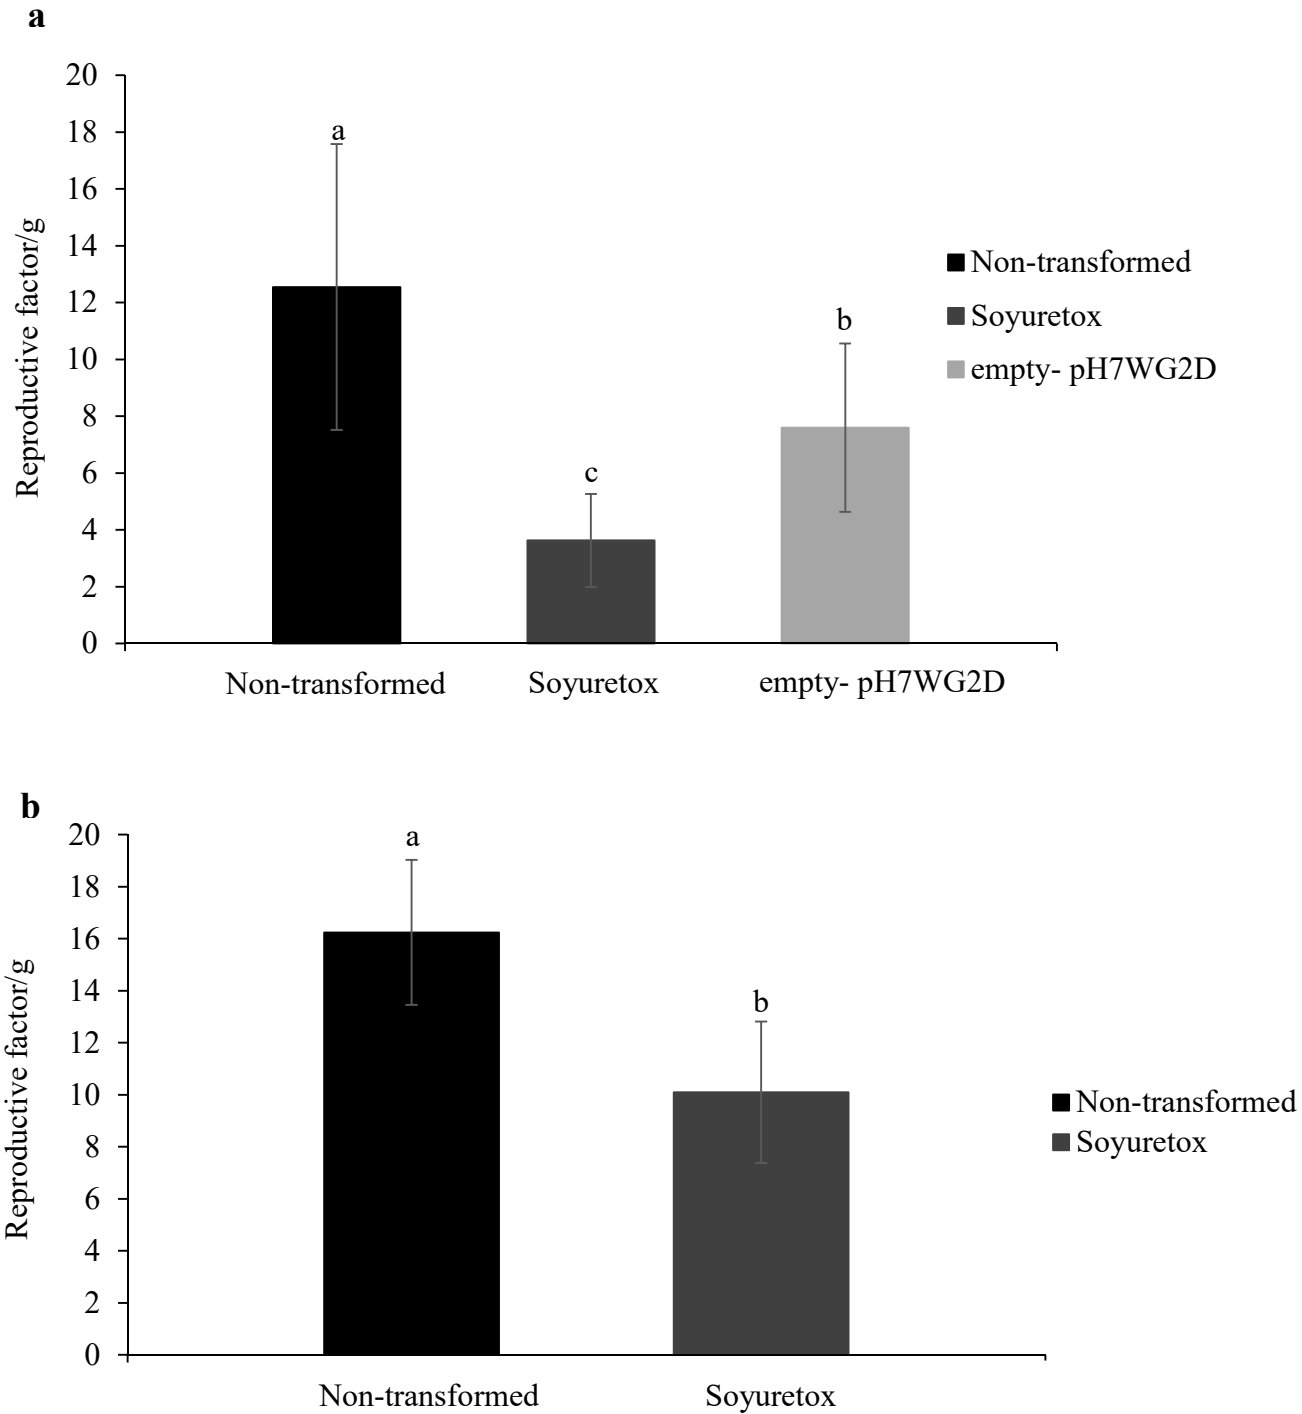 a
20
18
16
14
12
10
8
6
4
2
0
Reproductive factor/g
a
c
b
Non-transformed
Soyuretox
empty- pH7WG2D
Non-transformed
Soyuretox
empty- pH7WG2D
b
20
18
16
14
12
10
8
6
4
2
0
Reproductive factor/g
a
b
Non-transformed
Soyuretox
Non-transformed
Soyuretox